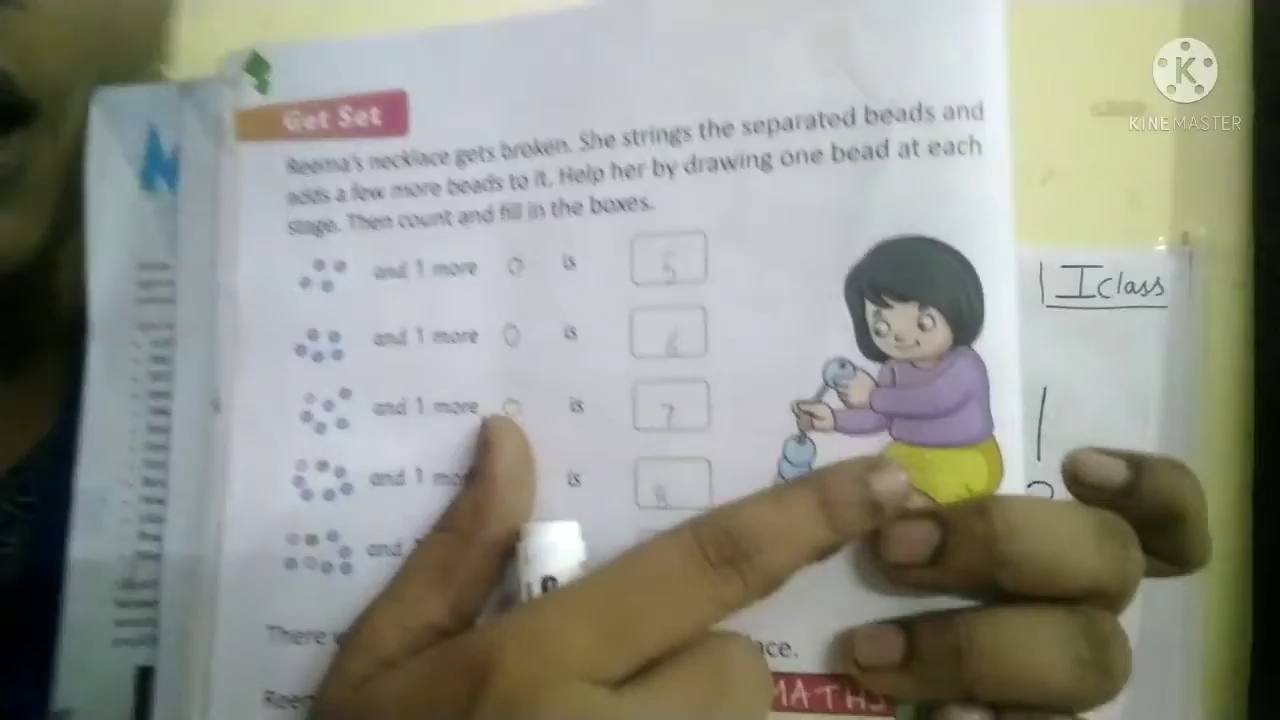 KINEMASTER
Get Set
Reema's necklace gets broken. She strings the separated beads and
adds a few more beads to it. Help her by drawing one bead at each
stage. Then count and fill in the boxes.
and 1 more is 5
and 1 more is 6
and 1 more is 7
and 1 more is 8
and
There
MATHS
I class
1